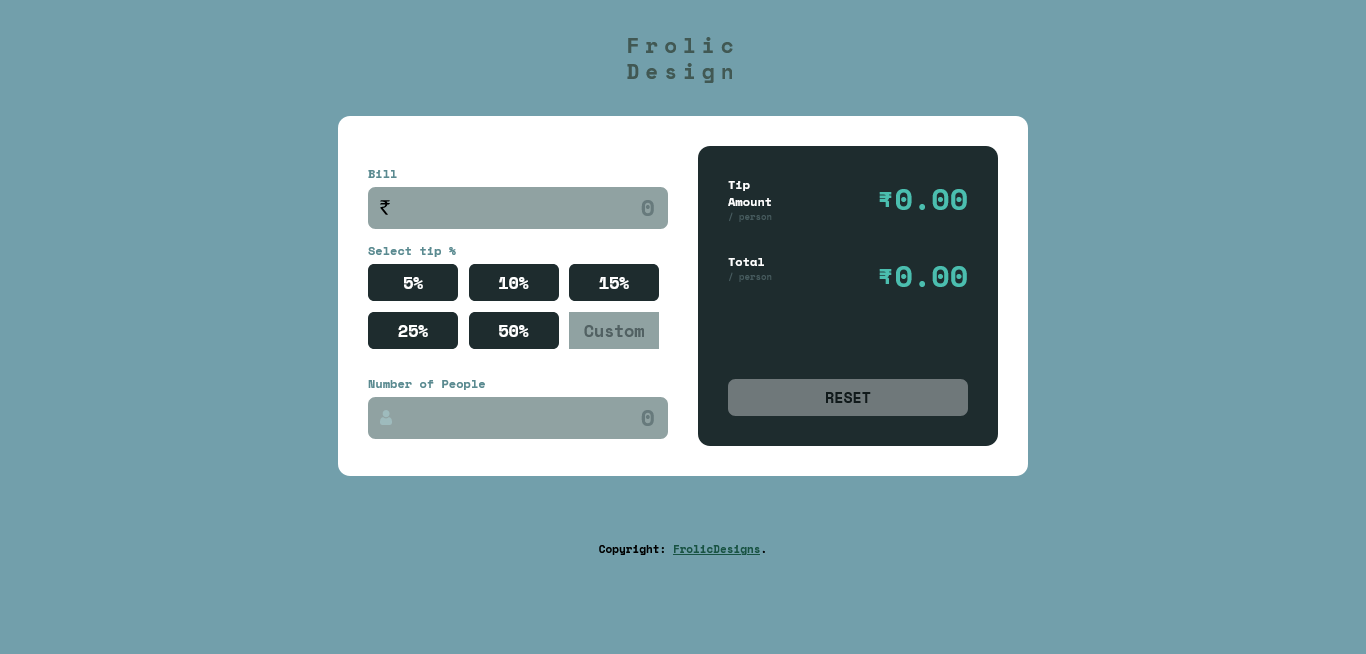 Frolic
Design
Bill
₹ 0
Select tip %
5% 10% 15%
25% 50% Custom
Number of People
0
Tip
Amount
/ person
₹0.00
Total
/ person
₹0.00
RESET
Copyright: FrolicDesigns.